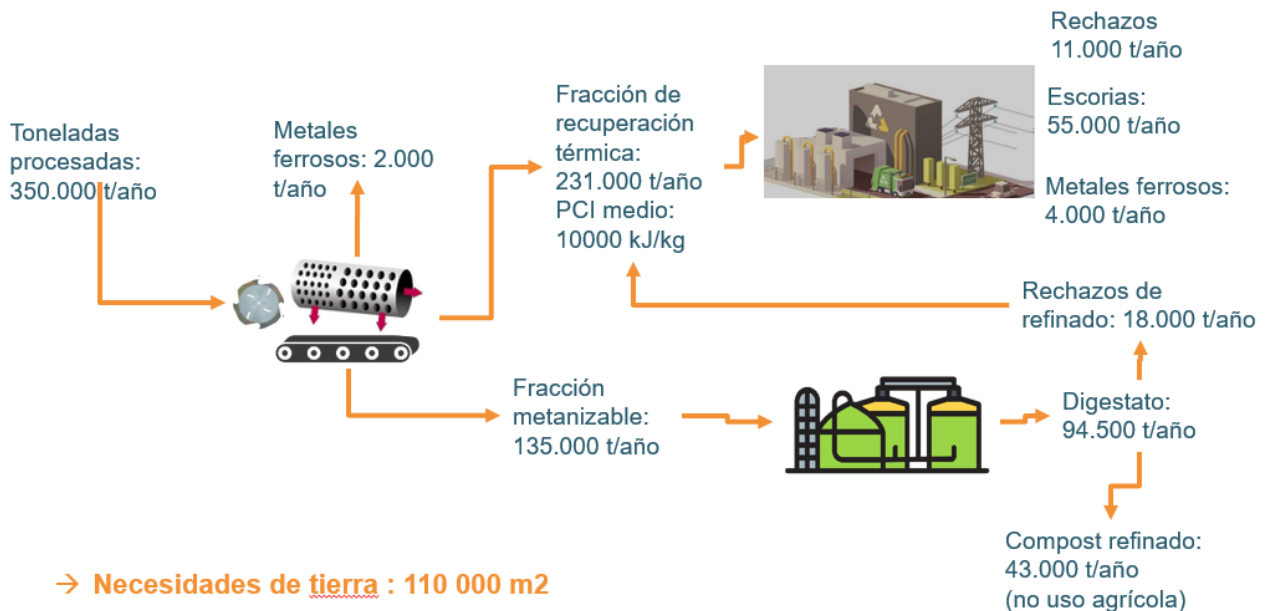 Toneladas
procesadas:
350.000 t/año
Metales
ferrosos: 2.000
t/año
Fracción de
recuperación
térmica:
231.000 t/año
PCI medio:
10000 kJ/kg
Rechazos
11.000 t/año
Escorias:
55.000 t/año
Metales ferrosos:
4.000 t/año
Rechazos de
refinado: 18.000 t/año
Fracción
metanizable:
135.000 t/año
Digestato:
94.500 t/año
Compost refinado:
43.000 t/año
(no uso agrícola)
→ Necesidades de tierra : 110 000 m2